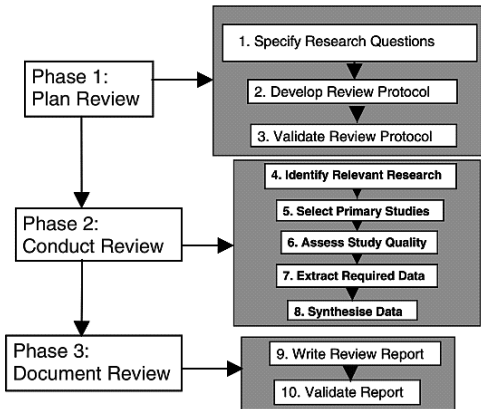 Phase 1:
Plan Review
1. Specify Research Questions
2. Develop Review Protocol
3. Validate Review Protocol
Phase 2:
Conduct Review
4. Identify Relevant Research
5. Select Primary Studies
6. Assess Study Quality
7. Extract Required Data
8. Synthesise Data
Phase 3:
Document Review
9. Write Review Report
10. Validate Report